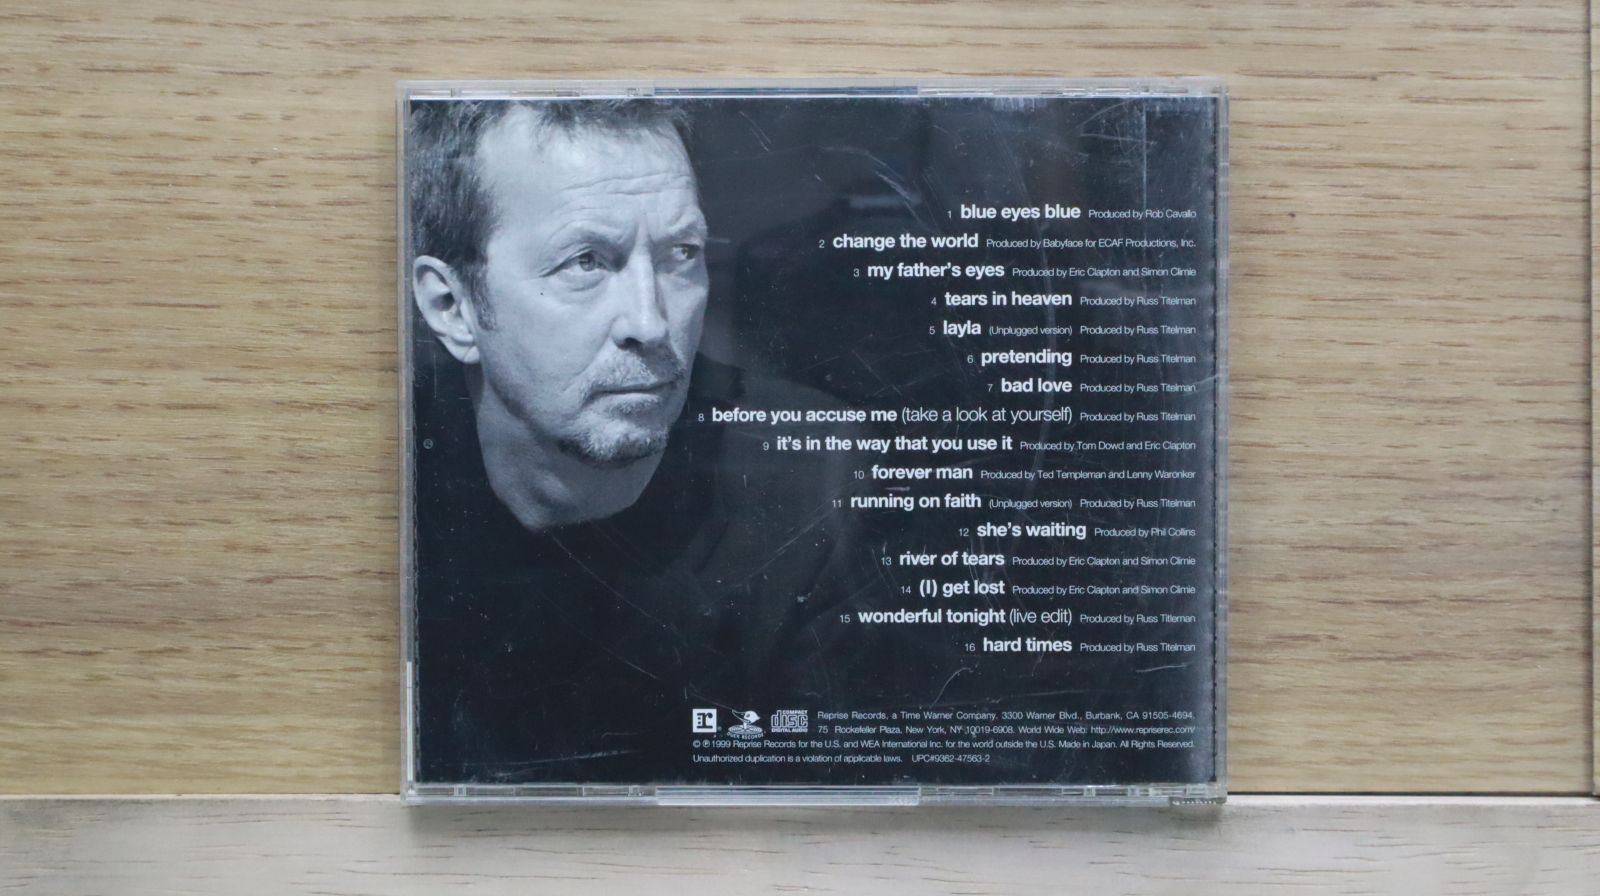 1 blue eyes blue Produced by Rob Cavallo
2 change the world Produced by Babyface for ECAF Productions, Inc.
3 my father's eyes Produced by Eric Clapton and Simon Climie
4 tears in heaven Produced by Russ Titelman
5 layla (Unplugged version) Produced by Russ Titelman
6 pretending Produced by Russ Titelman
7 bad love Produced by Russ Titelman
8 before you accuse me (take a look at yourself) Produced by Russ Titelman
9 it's in the way that you use it Produced by Tom Dowd and Eric Clapton
10 forever man Produced by Ted Templeman and Lenny Waronker
11 running on faith (Unplugged version) Produced by Russ Titelman
12 she's waiting Produced by Phil Collins
13 river of tears Produced by Eric Clapton and Simon Climie
14 (I) get lost Produced by Eric Clapton and Simon Climie
15 wonderful tonight (live edit) Produced by Russ Titleman
16 hard times Produced by Russ Titelman
r
DUCK RECORDS
COMPACT
disc
DIGITAL AUDIO
Reprise Records, a Time Warner Company. 3300 Warner Blvd., Burbank, CA 91505-4694.
75 Rockefeller Plaza, New York, NY 10019-6908. World Wide Web: http://www.repriserec.com/
© ℗ 1999 Reprise Records for the U.S. and WEA International Inc. for the world outside the U.S. Made in Japan. All Rights Reserved.
Unauthorized duplication is a violation of applicable laws. UPC#9362-47563-2